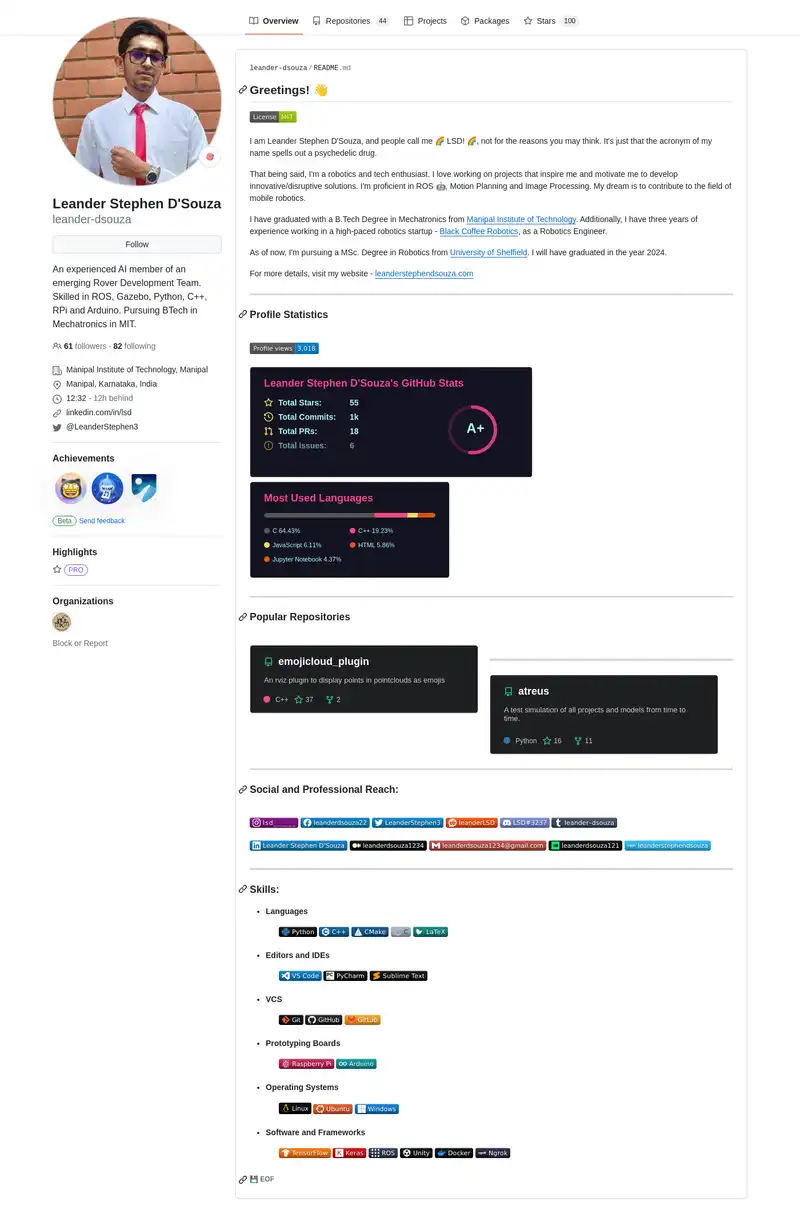 Overview
Repositories 44
Projects
Packages
Stars 100
Leander Stephen D'Souza
leander-dsouza
Follow
An experienced AI member of an
emerging Rover Development Team.
Skilled in ROS, Gazebo, Python, C++,
RPi and Arduino. Pursuing BTech in
Mechatronics in MIT.
61 followers · 82 following
Manipal Institute of Technology, Manipal
Manipal, Karnataka, India
12:32 - 12h behind
linkedin.com/in/lsd
@LeanderStephen3
Achievements
Beta Send feedback
Highlights
PRO
Organizations
Block or Report
leander-dsouza/README.md
Greetings! 👋
License MIT
I am Leander Stephen D'Souza, and people call me 🌈 LSD! 🌈, not for the reasons you may think. It's just that the acronym of my
name spells out a psychedelic drug.
That being said, I'm a robotics and tech enthusiast. I love working on projects that inspire me and motivate me to develop
innovative/disruptive solutions. I'm proficient in ROS 🤖, Motion Planning and Image Processing. My dream is to contribute to the field of
mobile robotics.
I have graduated with a B.Tech Degree in Mechatronics from Manipal Institute of Technology. Additionally, I have three years of
experience working in a high-paced robotics startup - Black Coffee Robotics, as a Robotics Engineer.
As of now, I'm pursuing a MSc. Degree in Robotics from University of Sheffield. I will have graduated in the year 2024.
For more details, visit my website - leanderstephendsouza.com
Profile Statistics
Profile views 3,018
Leander Stephen D'Souza's GitHub Stats
Total Stars: 55
Total Commits: 1k
Total PRs: 18
Total Issues: 6
A+
Most Used Languages
C 64.43% C++ 19.23%
JavaScript 6.11% HTML 5.86%
Jupyter Notebook 4.37%
Popular Repositories
emojicloud_plugin
An rviz plugin to display points in pointclouds as emojis
C++ 37 2
atreus
A test simulation of all projects and models from time to
time.
Python 16 11
Social and Professional Reach:
leanderdsouza22 LeanderStephen3 leanderLSD LSD#3237 leander-dsouza
Leander Stephen D'Souza leanderdsouza1234 leanderdsouza1234@gmail.com leanderdsouza121 leanderstephendsouza
Skills:
Languages
Python C++ CMake C LaTeX
Editors and IDEs
VS Code PyCharm Sublime Text
VCS
Git GitHub GitLab
Prototyping Boards
Raspberry Pi Arduino
Operating Systems
Linux Ubuntu Windows
Software and Frameworks
TensorFlow Keras ROS Unity Docker Ngrok
💾 EOF